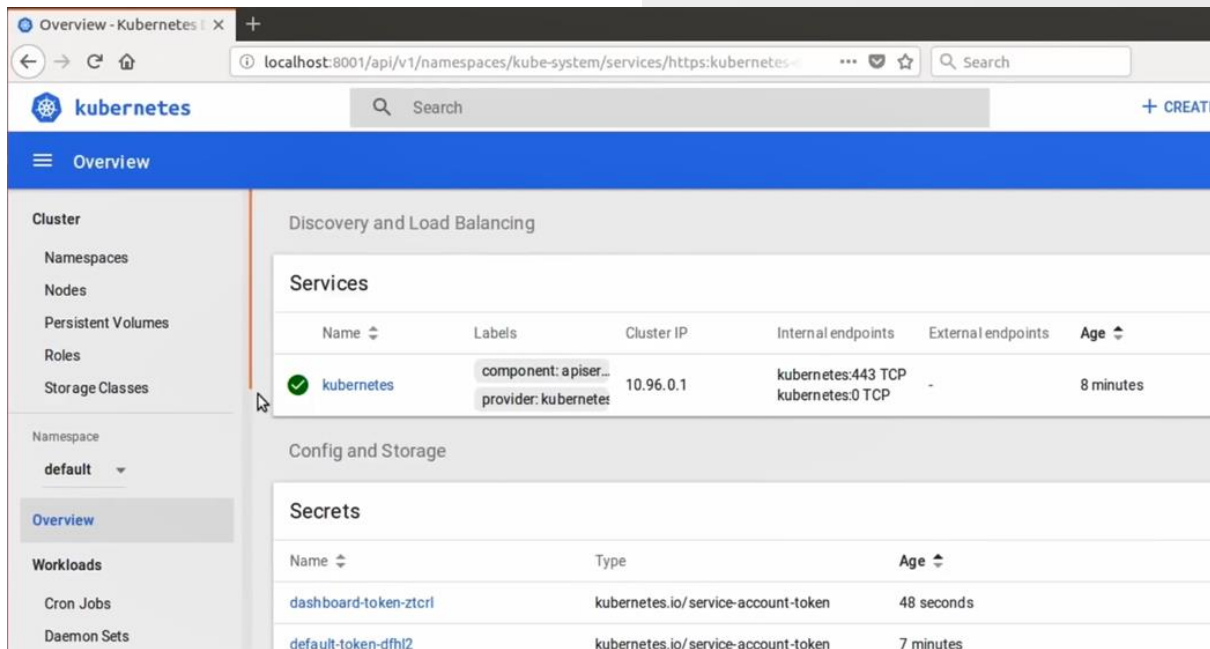 Overview - Kubernetes
localhost:8001/api/v1/namespaces/kube-system/services/https:kubernetes-
Search
kubernetes
Search
+ CREATE
Overview
Cluster
Namespaces
Nodes
Persistent Volumes
Roles
Storage Classes
Namespace
default
Overview
Workloads
Cron Jobs
Daemon Sets
Discovery and Load Balancing
Services
Name Labels Cluster IP Internal endpoints External endpoints Age
kubernetes component: apiser... provider: kubernetes 10.96.0.1 kubernetes:443 TCP kubernetes:0 TCP - 8 minutes
Config and Storage
Secrets
Name Type Age
dashboard-token-ztcrl kubernetes.io/service-account-token 48 seconds
default-token-dfhl2 kubernetes.io/service-account-token 7 minutes